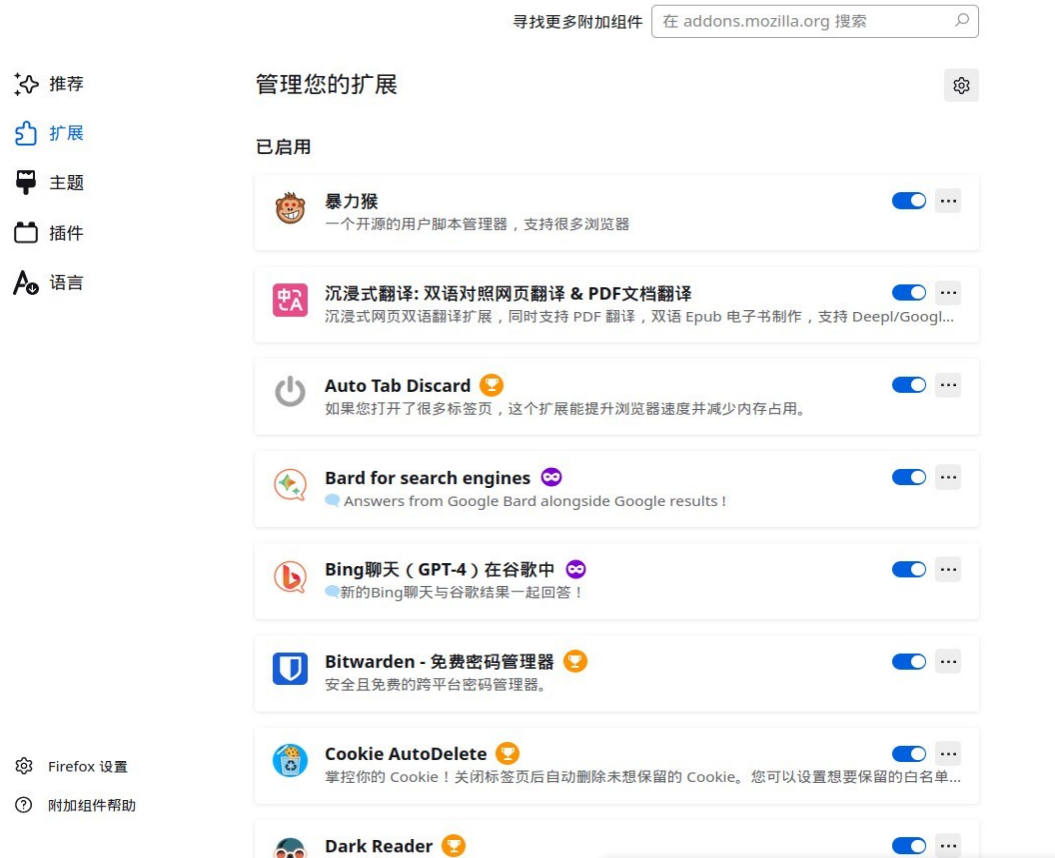 寻找更多附加组件
在 addons.mozilla.org 搜索
推荐
扩展
主题
插件
语言
Firefox 设置
附加组件帮助
管理您的扩展
已启用
暴力猴
一个开源的用户脚本管理器，支持很多浏览器
沉浸式翻译: 双语对照网页翻译 & PDF文档翻译
沉浸式网页双语翻译扩展，同时支持 PDF 翻译，双语 Epub 电子书制作，支持 Deepl/Googl...
Auto Tab Discard
如果您打开了很多标签页，这个扩展能提升浏览器速度并减少内存占用。
Bard for search engines
Answers from Google Bard alongside Google results !
Bing聊天（GPT-4）在谷歌中
新的Bing聊天与谷歌结果一起回答！
Bitwarden - 免费密码管理器
安全且免费的跨平台密码管理器。
Cookie AutoDelete
掌控你的 Cookie！关闭标签页后自动删除未想保留的 Cookie。您可以设置想要保留的白名单...
Dark Reader